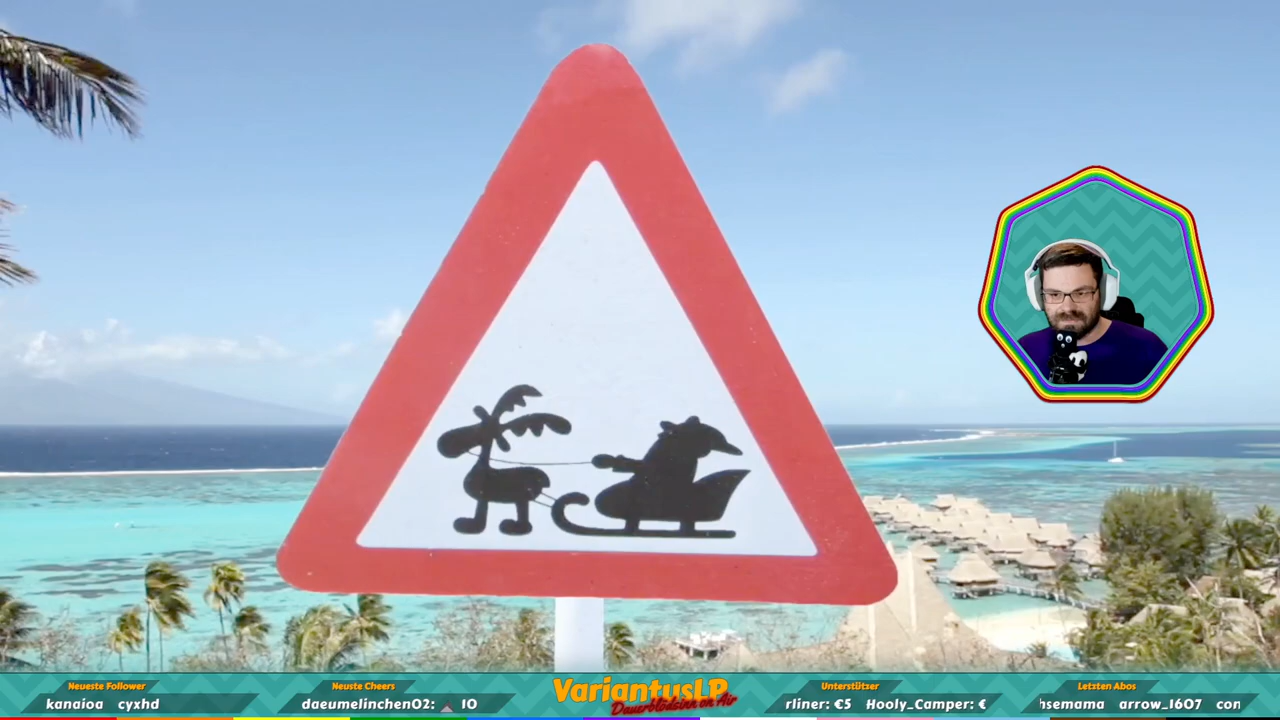 Neueste Follower
kanaioa cyxhd
Neuste Cheers
daeumelinchen02: 10
VariantusLP
Dauerblödsinn on Air
Unterstützer
rliner: €5 Hooly_Camper: €
Letzten Abos
hsemama arrow_1607 con